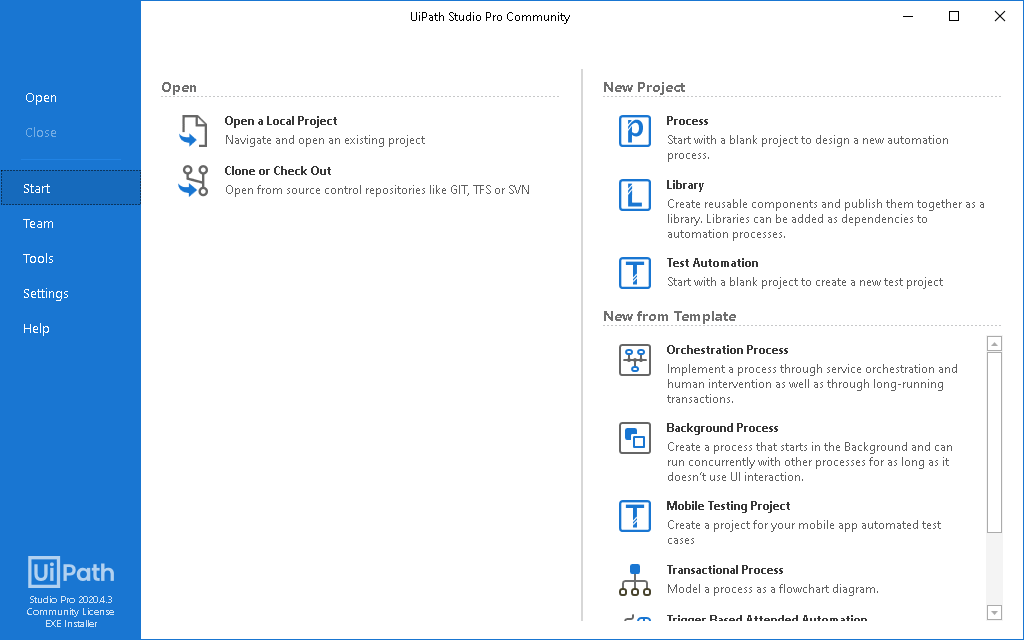 UiPath Studio Pro Community
Open
Close
Start
Team
Tools
Settings
Help
UiPath
Studio Pro 2020.4.3
Community License
EXE Installer
Open
Open a Local Project
Navigate and open an existing project
Clone or Check Out
Open from source control repositories like GIT, TFS or SVN
New Project
Process
Start with a blank project to design a new automation
process.
Library
Create reusable components and publish them together as a
library. Libraries can be added as dependencies to
automation processes.
Test Automation
Start with a blank project to create a new test project
New from Template
Orchestration Process
Implement a process through service orchestration and
human intervention as well as through long-running
transactions.
Background Process
Create a process that starts in the Background and can
run concurrently with other processes for as long as it
doesn't use UI interaction.
Mobile Testing Project
Create a project for your mobile app automated test
cases
Transactional Process
Model a process as a flowchart diagram.
Trigger Based Attended Automation